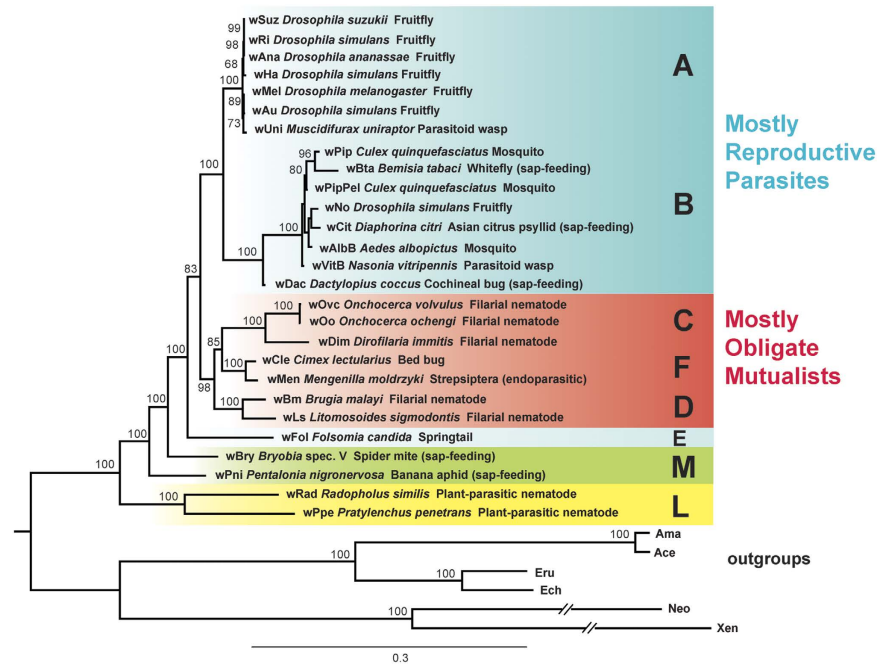 99
wSuz Drosophila suzukii Fruitfly
98
wRi Drosophila simulans Fruitfly
68
wAna Drosophila ananassae Fruitfly
100
wHa Drosophila simulans Fruitfly
A
wMel Drosophila melanogaster Fruitfly
89
wAu Drosophila simulans Fruitfly
73
wUni Muscidifurax uniraptor Parasitoid wasp
Mostly
Reproductive
Parasites
100
96
wPip Culex quinquefasciatus Mosquito
80
wBta Bemisia tabaci Whitefly (sap-feeding)
wPipPel Culex quinquefasciatus Mosquito
B
wNo Drosophila simulans Fruitfly
wCit Diaphorina citri Asian citrus psyllid (sap-feeding)
100
wAlbB Aedes albopictus Mosquito
wVitB Nasonia vitripennis Parasitoid wasp
83
wDac Dactylopius coccus Cochineal bug (sap-feeding)
100
wOvc Onchocerca volvulus Filarial nematode
100
wOo Onchocerca ochengi Filarial nematode
C
85
wDim Dirofilaria immitis Filarial nematode
Mostly
Obligate
Mutualists
100
wCle Cimex lectularius Bed bug
100
wMen Mengenilla moldrzyki Strepsiptera (endoparasitic)
F
98
wBm Brugia malayi Filarial nematode
100
wLs Litomosoides sigmodontis Filarial nematode
D
100
wFol Folsomia candida Springtail
E
100
wBry Bryobia spec. V Spider mite (sap-feeding)
100
wPni Pentalonia nigronervosa Banana aphid (sap-feeding)
M
100
wRad Radopholus similis Plant-parasitic nematode
wPpe Pratylenchus penetrans Plant-parasitic nematode
L
100
Ama
100
Ace
outgroups
100
Eru
Ech
100
Neo
Xen
0.3